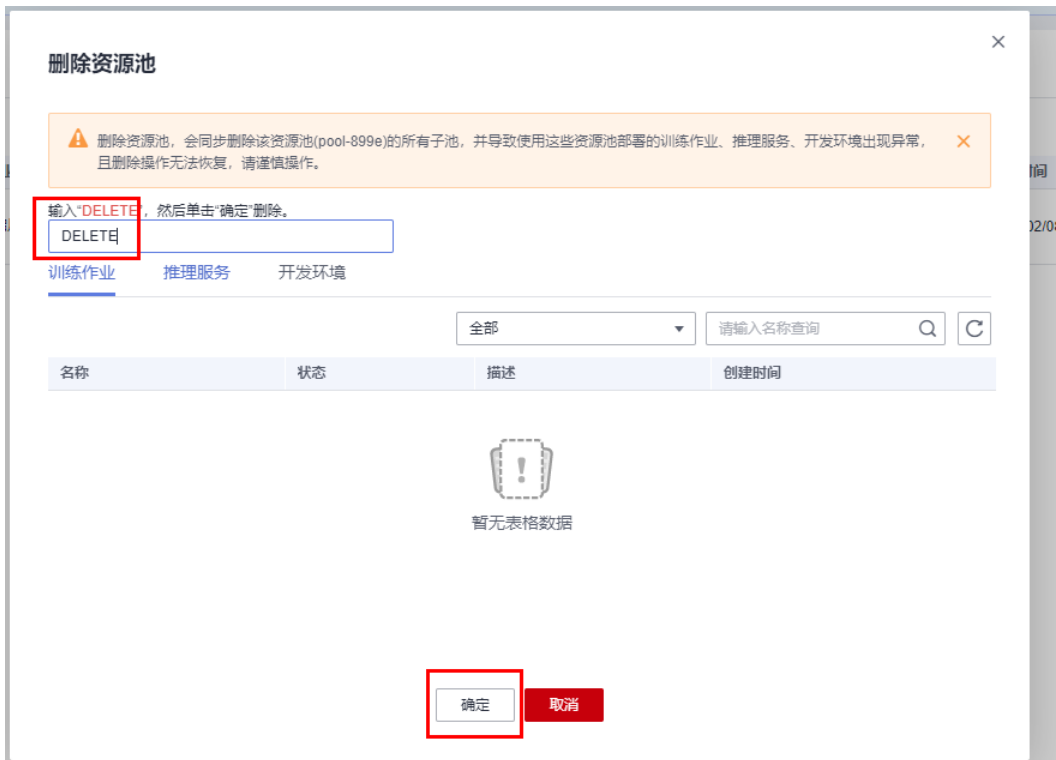 删除资源池
删除资源池，会同步删除该资源池(pool-899e)的所有子池，并导致使用这些资源池部署的训练作业、推理服务、开发环境出现异常，
且删除操作无法恢复，请谨慎操作。
输入“DELETE”，然后单击“确定”删除。
DELETE
训练作业 推理服务 开发环境
全部 请输入名称查询
名称 状态 描述 创建时间
暂无表格数据
确定 取消